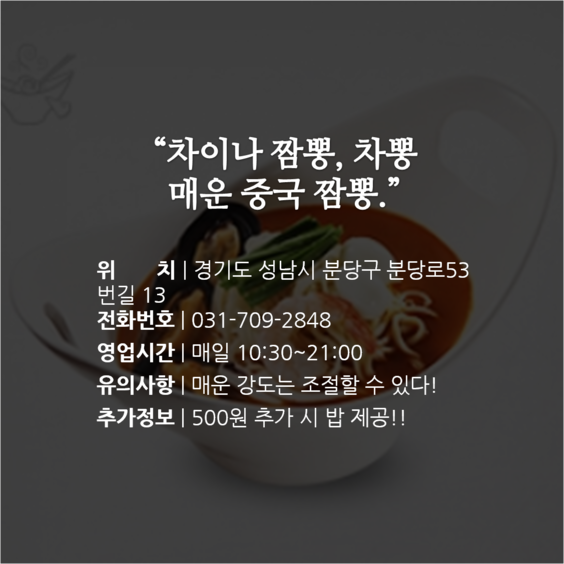 “차이나 짬뽕, 차뽕
매운 중국 짬뽕.”
위 치 | 경기도 성남시 분당구 분당로53
번길 13
전화번호 | 031-709-2848
영업시간 | 매일 10:30~21:00
유의사항 | 매운 강도는 조절할 수 있다!
추가정보 | 500원 추가 시 밥 제공!!